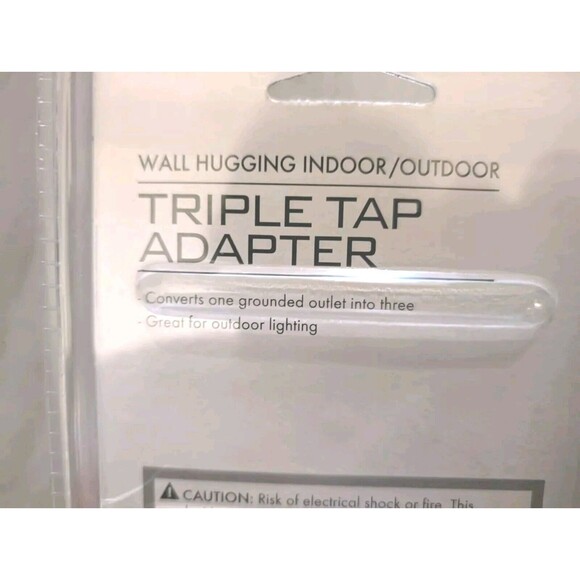 WALL HUGGING INDOOR/OUTDOOR
TRIPLE TAP
ADAPTER
- Converts one grounded outlet into three
- Great for outdoor lighting
CAUTION: Risk of electrical shock or fire. This